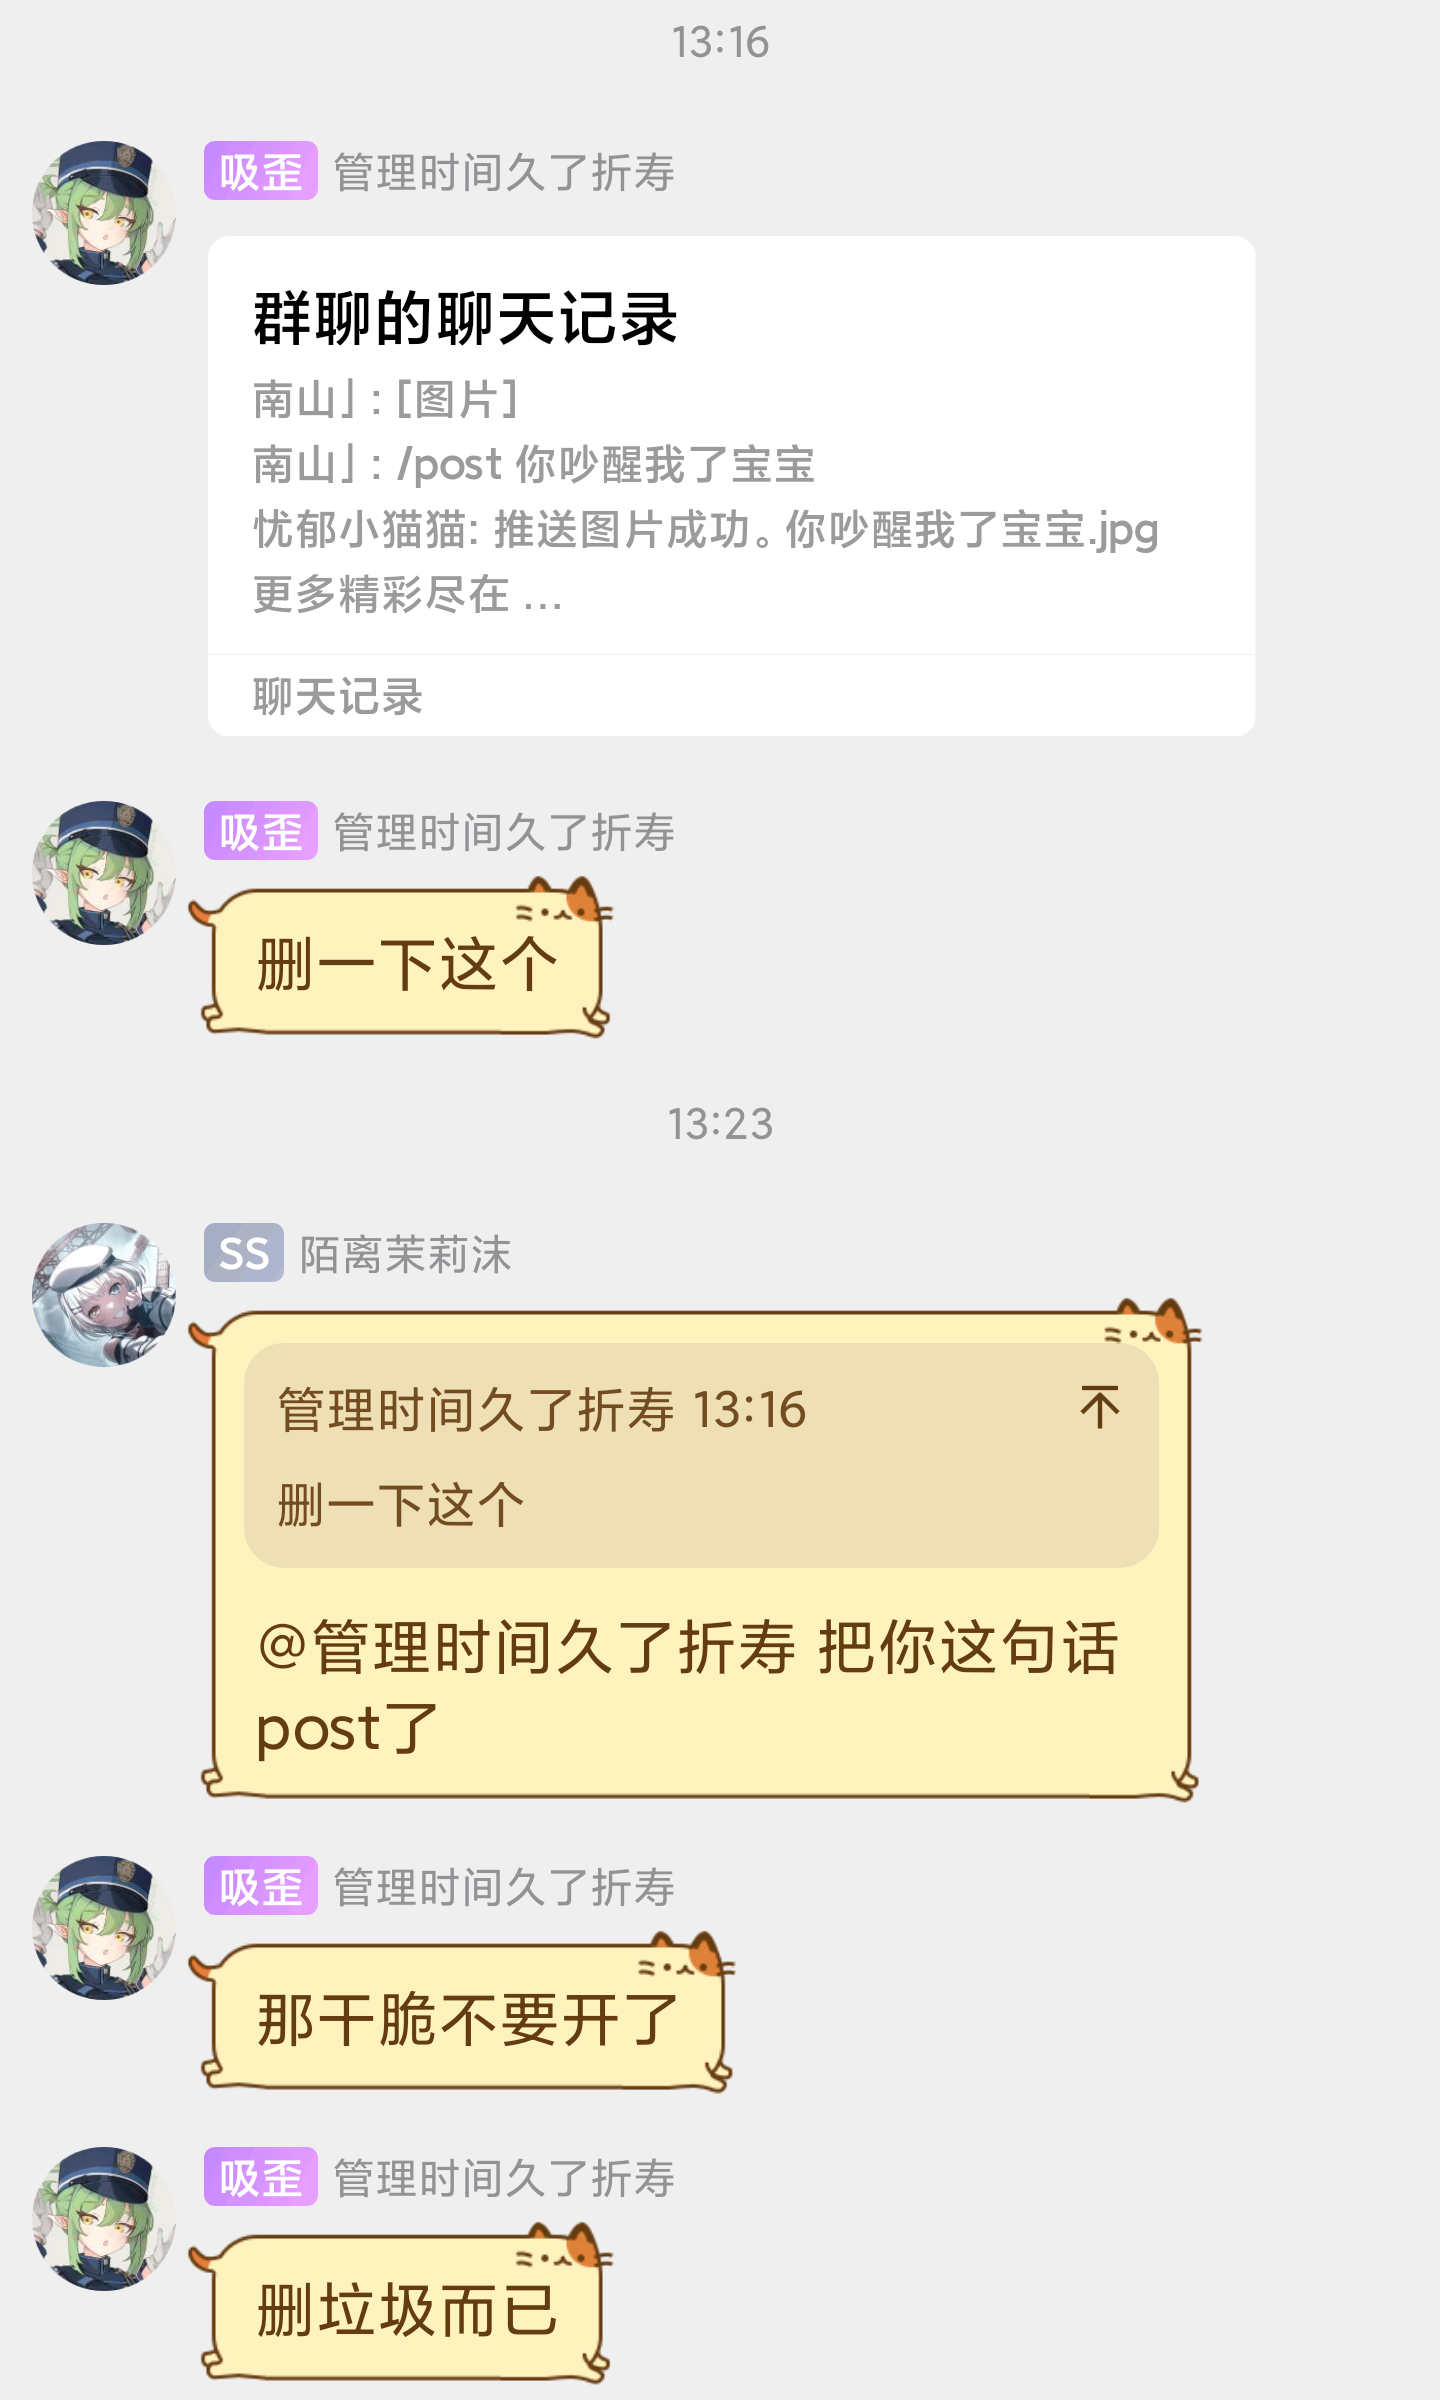 13:16
吸歪 管理时间久了折寿
群聊的聊天记录
南山」: [图片]
南山」: /post 你吵醒我了宝宝
忧郁小猫猫: 推送图片成功。你吵醒我了宝宝.jpg
更多精彩尽在 ...
聊天记录
吸歪 管理时间久了折寿
删一下这个
13:23
SS 陌离茉莉沫
管理时间久了折寿 13:16
删一下这个
@管理时间久了折寿 把你这句话
post了
吸歪 管理时间久了折寿
那干脆不要开了
吸歪 管理时间久了折寿
删垃圾而已